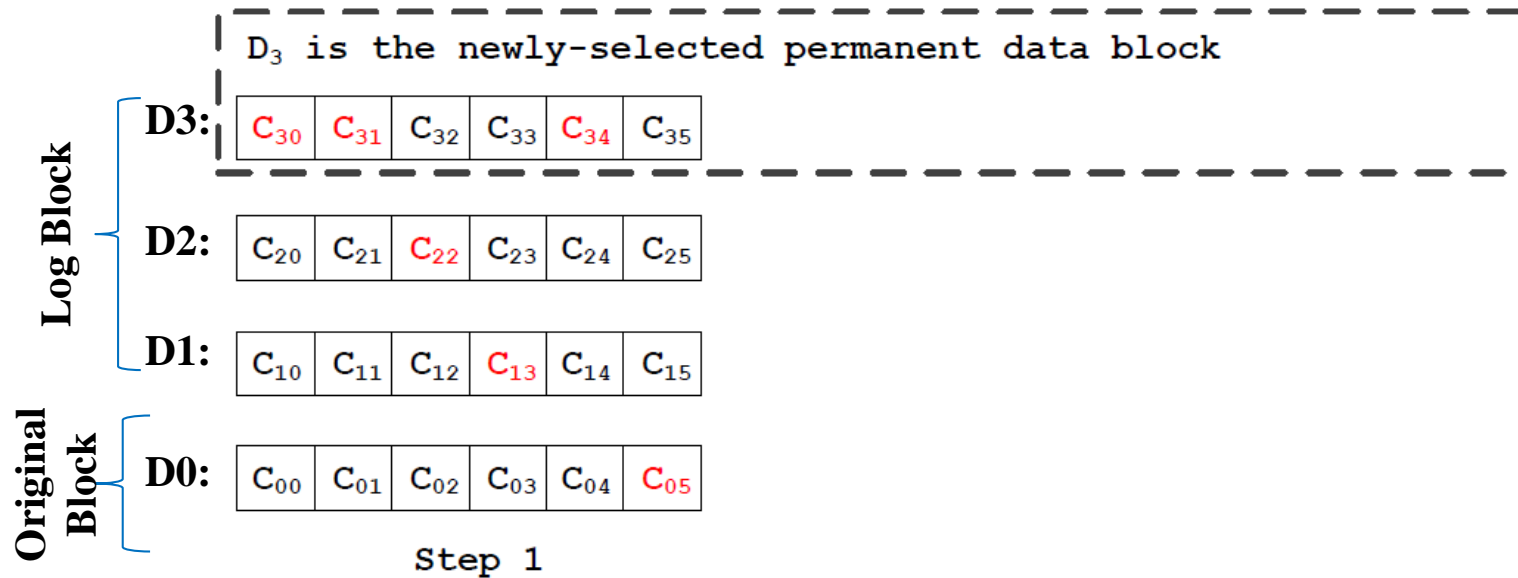 D₃ is the newly-selected permanent data block
Log Block
D3: C₃₀ C₃₁ C₃₂ C₃₃ C₃₄ C₃₅
D2: C₂₀ C₂₁ C₂₂ C₂₃ C₂₄ C₂₅
D1: C₁₀ C₁₁ C₁₂ C₁₃ C₁₄ C₁₅
Original
Block
D0: C₀₀ C₀₁ C₀₂ C₀₃ C₀₄ C₀₅
Step 1